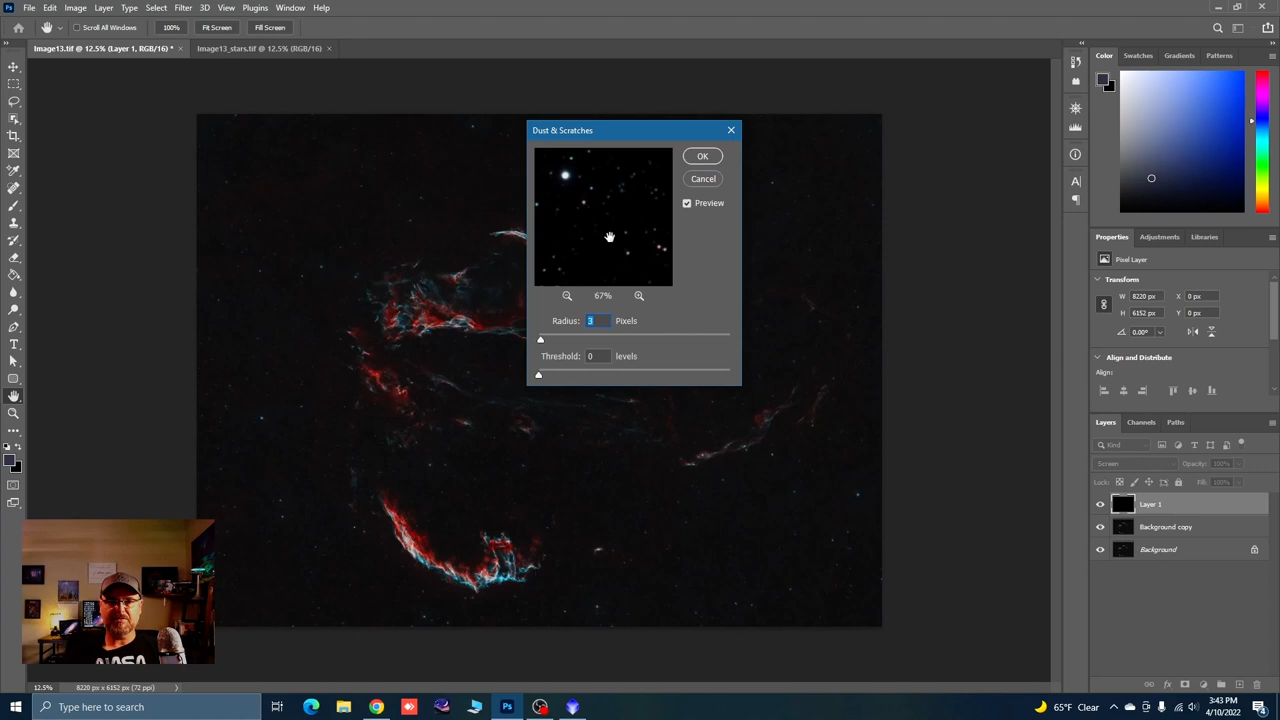 File Edit Image Layer Type Select Filter 3D View Plugins Window Help
Scroll All Windows 100% Fit Screen Fill Screen
Image13.tif @ 12.5% (Layer 1, RGB/16) * × Image13_stars.tif @ 12.5% (RGB/16) ×
Color Swatches Gradients Patterns
Dust & Scratches
OK
Cancel
Preview
67%
Radius: 3 Pixels
Threshold: 0 levels
Properties Adjustments Libraries
Pixel Layer
Transform
W 8220 px X 0 px
H 6152 px Y 0 px
0.00°
Align and Distribute
Align:
Layers Channels Paths
Kind
Screen Opacity: 100%
Lock: Fill: 100%
Layer 1
Background copy
Background
NASA
12.5% 8220 px x 6152 px (72 ppi)
Type here to search
65°F Clear
3:43 PM
4/10/2022
4